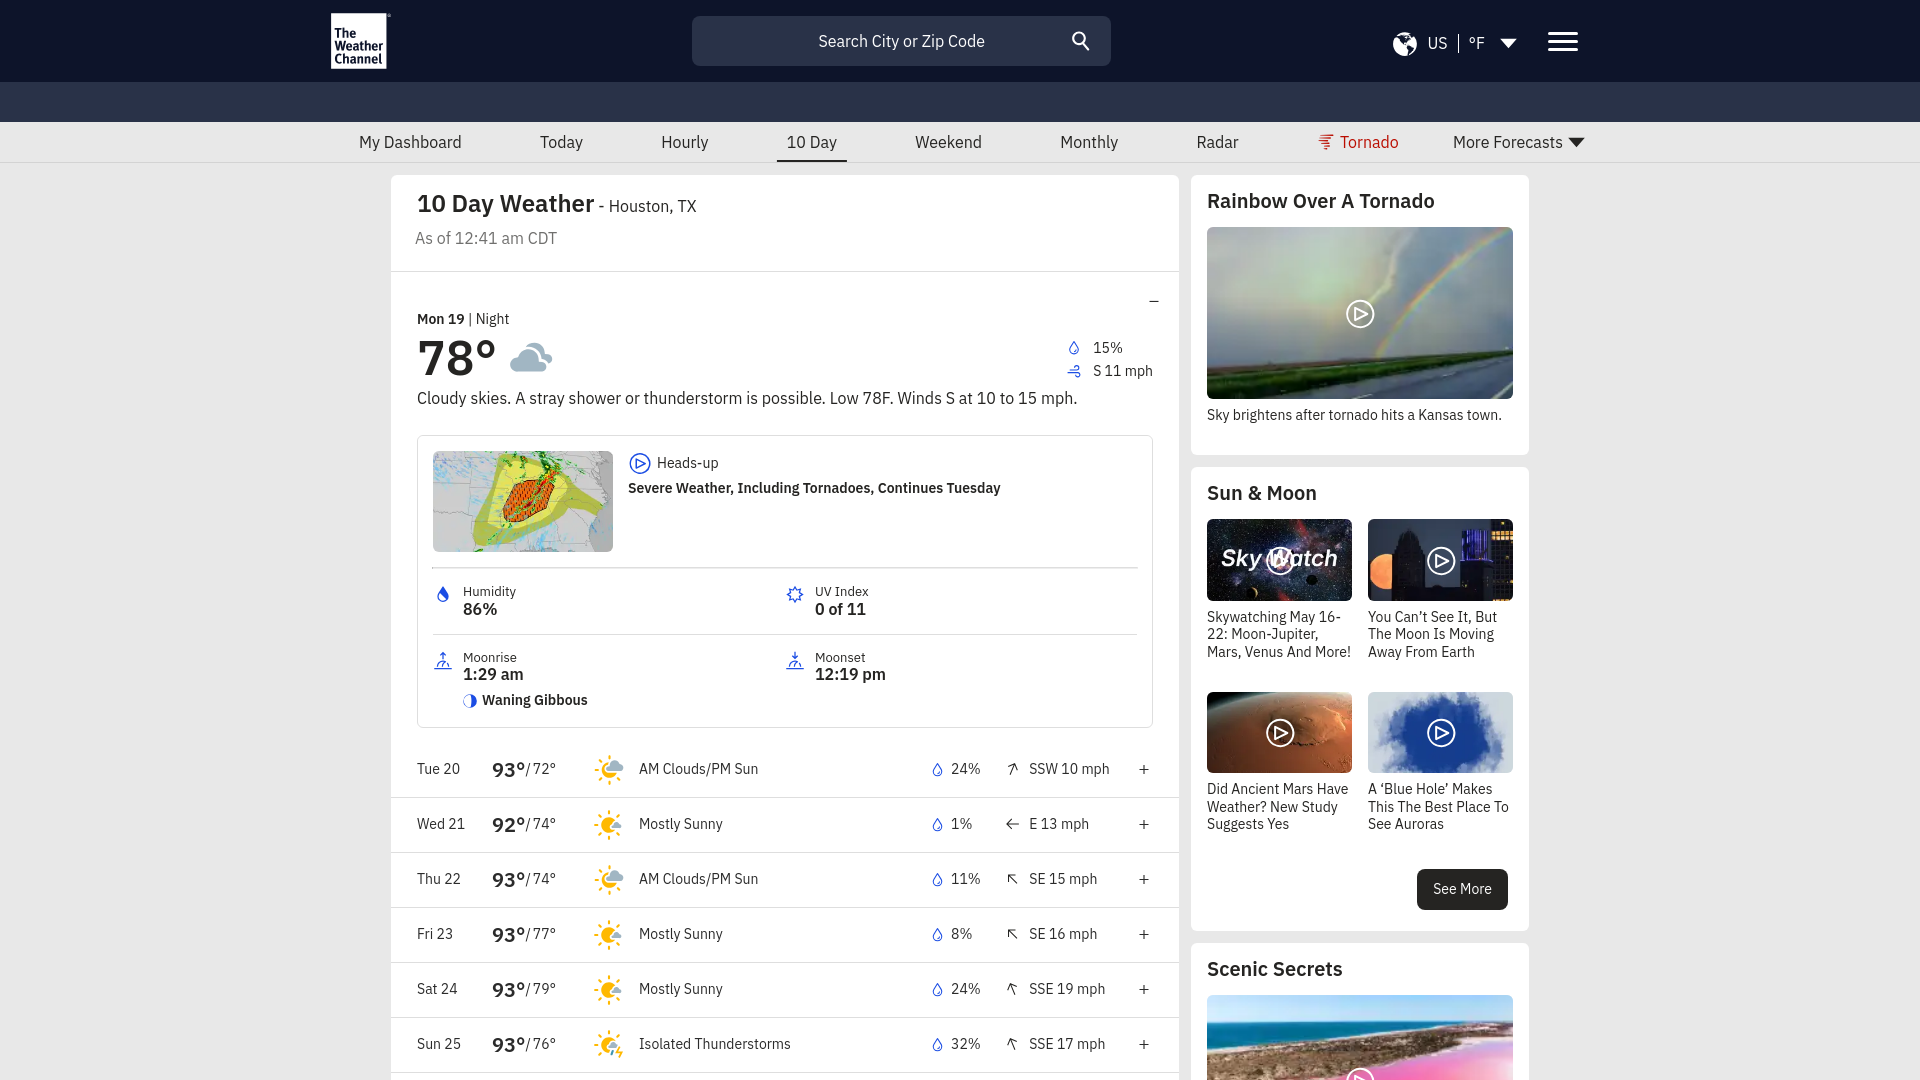 The
Weather
Channel
Search City or Zip Code
US | °F
My Dashboard
Today
Hourly
10 Day
Weekend
Monthly
Radar
Tornado
More Forecasts
10 Day Weather - Houston, TX
As of 12:41 am CDT
Mon 19 | Night
78°
15%
S 11 mph
Cloudy skies. A stray shower or thunderstorm is possible. Low 78F. Winds S at 10 to 15 mph.
Heads-up
Severe Weather, Including Tornadoes, Continues Tuesday
Humidity
86%
UV Index
0 of 11
Moonrise
1:29 am
Waning Gibbous
Moonset
12:19 pm
Tue 20 93°/72° AM Clouds/PM Sun 24% SSW 10 mph +
Wed 21 92°/74° Mostly Sunny 1% E 13 mph +
Thu 22 93°/74° AM Clouds/PM Sun 11% SE 15 mph +
Fri 23 93°/77° Mostly Sunny 8% SE 16 mph +
Sat 24 93°/79° Mostly Sunny 24% SSE 19 mph +
Sun 25 93°/76° Isolated Thunderstorms 32% SSE 17 mph +
Rainbow Over A Tornado
Sky brightens after tornado hits a Kansas town.
Sun & Moon
Sky Watch
Skywatching May 16-
22: Moon-Jupiter,
Mars, Venus And More!
You Can’t See It, But
The Moon Is Moving
Away From Earth
Did Ancient Mars Have
Weather? New Study
Suggests Yes
A ‘Blue Hole’ Makes
This The Best Place To
See Auroras
See More
Scenic Secrets